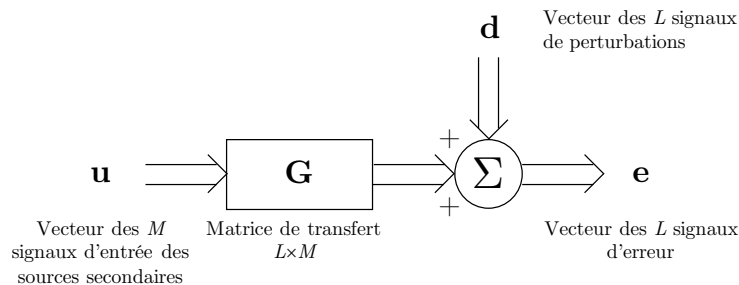 d
Vecteur des L signaux
de perturbations
+
u
G
Σ
e
+
Vecteur des M
signaux d'entrée des
sources secondaires
Matrice de transfert
L×M
Vecteur des L signaux
d'erreur